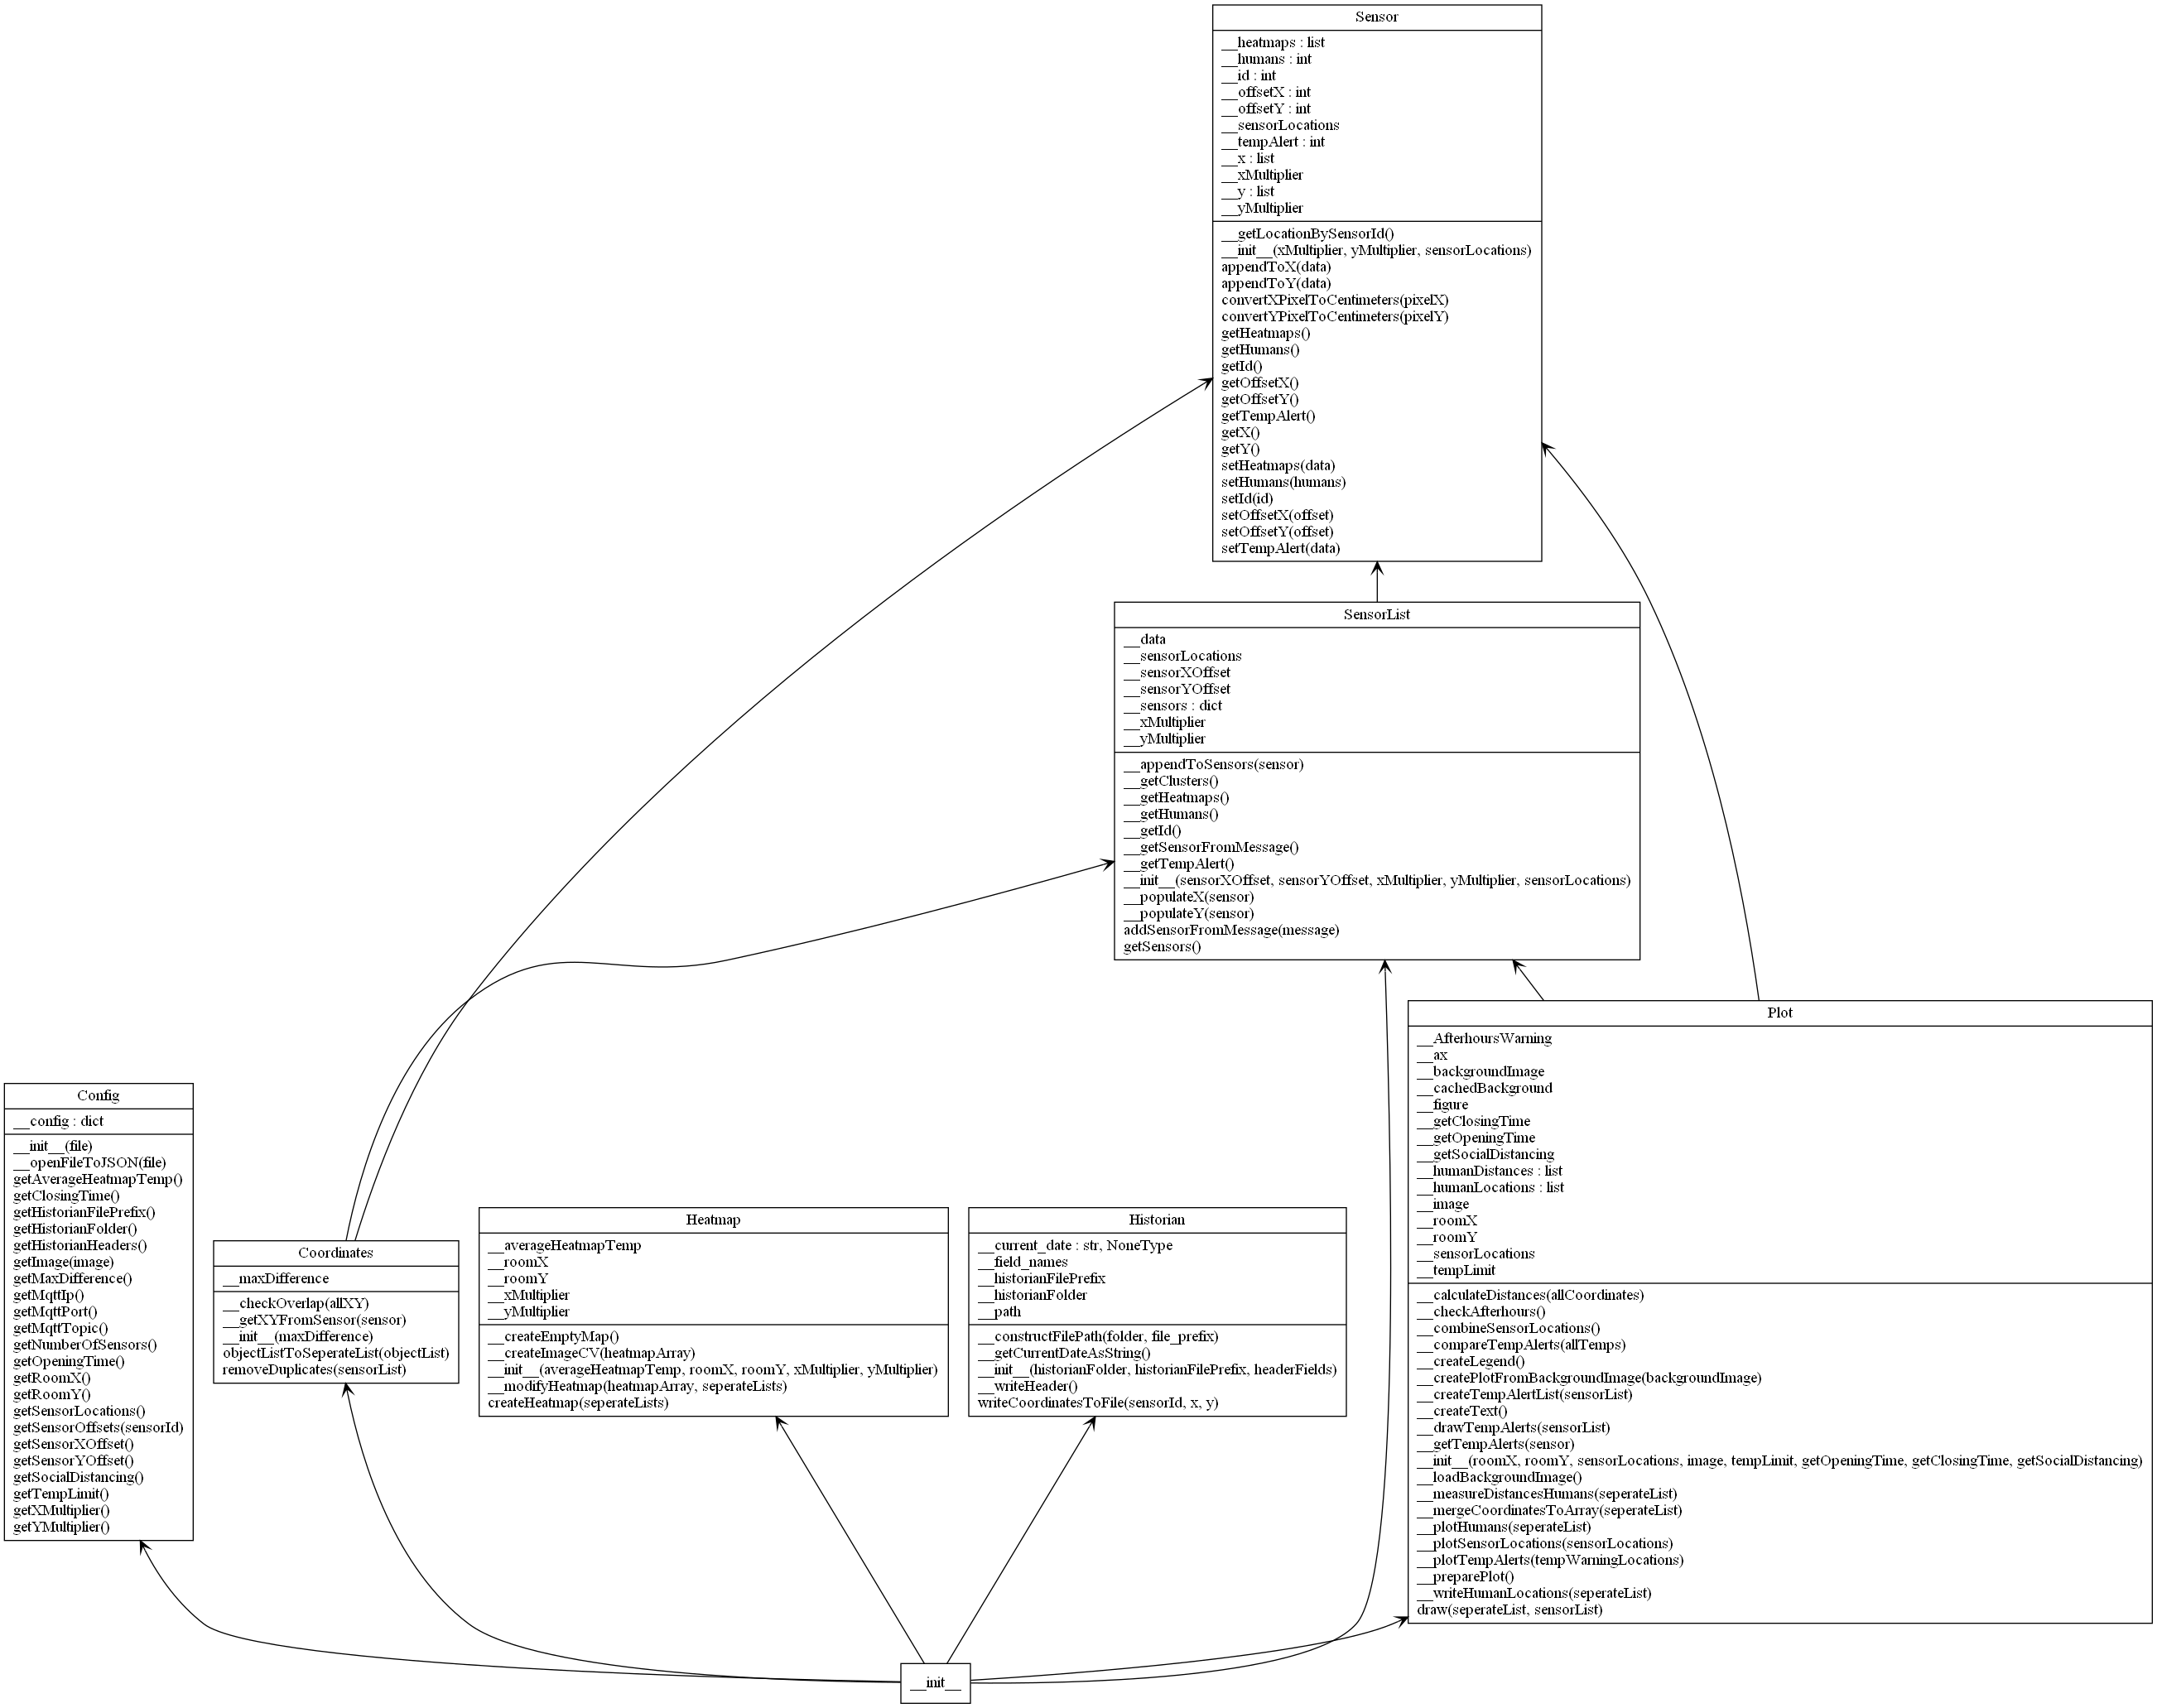 Sensor
__heatmaps : list
__humans : int
__id : int
__offsetX : int
__offsetY : int
__sensorLocations
__tempAlert : int
__x : list
__xMultiplier
__y : list
__yMultiplier
__getLocationBySensorId()
__init__(xMultiplier, yMultiplier, sensorLocations)
appendToX(data)
appendToY(data)
convertXPixelToCentimeters(pixelX)
convertYPixelToCentimeters(pixelY)
getHeatmaps()
getHumans()
getId()
getOffsetX()
getOffsetY()
getTempAlert()
getX()
getY()
setHeatmaps(data)
setHumans(humans)
setId(id)
setOffsetX(offset)
setOffsetY(offset)
setTempAlert(data)
SensorList
__data
__sensorLocations
__sensorXOffset
__sensorYOffset
__sensors : dict
__xMultiplier
__yMultiplier
__appendToSensors(sensor)
__getClusters()
__getHeatmaps()
__getHumans()
__getId()
__getSensorFromMessage()
__getTempAlert()
__init__(sensorXOffset, sensorYOffset, xMultiplier, yMultiplier, sensorLocations)
__populateX(sensor)
__populateY(sensor)
addSensorFromMessage(message)
getSensors()
Config
__config : dict
__init__(file)
__openFileToJSON(file)
getAverageHeatmapTemp()
getClosingTime()
getHistorianFilePrefix()
getHistorianFolder()
getHistorianHeaders()
getImage(image)
getMaxDifference()
getMqttIp()
getMqttPort()
getMqttTopic()
getNumberOfSensors()
getOpeningTime()
getRoomX()
getRoomY()
getSensorLocations()
getSensorOffsets(sensorId)
getSensorXOffset()
getSensorYOffset()
getSocialDistancing()
getTempLimit()
getXMultiplier()
getYMultiplier()
Coordinates
__maxDifference
__checkOverlap(allXY)
__getXYFromSensor(sensor)
__init__(maxDifference)
objectListToSeperateList(objectList)
removeDuplicates(sensorList)
Heatmap
__averageHeatmapTemp
__roomX
__roomY
__xMultiplier
__yMultiplier
__createEmptyMap()
__createImageCV(heatmapArray)
__init__(averageHeatmapTemp, roomX, roomY, xMultiplier, yMultiplier)
__modifyHeatmap(heatmapArray, seperateLists)
createHeatmap(seperateLists)
Historian
__current_date : str, NoneType
__field_names
__historianFilePrefix
__historianFolder
__path
__constructFilePath(folder, file_prefix)
__getCurrentDateAsString()
__init__(historianFolder, historianFilePrefix, headerFields)
__writeHeader()
writeCoordinatesToFile(sensorId, x, y)
Plot
__AfterhoursWarning
__ax
__backgroundImage
__cachedBackground
__figure
__getClosingTime
__getOpeningTime
__getSocialDistancing
__humanDistances : list
__humanLocations : list
__image
__roomX
__roomY
__sensorLocations
__tempLimit
__calculateDistances(allCoordinates)
__checkAfterhours()
__combineSensorLocations()
__compareTempAlerts(allTemps)
__createLegend()
__createPlotFromBackgroundImage(backgroundImage)
__createTempAlertList(sensorList)
__createText()
__drawTempAlerts(sensorList)
__getTempAlerts(sensor)
__init__(roomX, roomY, sensorLocations, image, tempLimit, getOpeningTime, getClosingTime, getSocialDistancing)
__loadBackgroundImage()
__measureDistancesHumans(seperateList)
__mergeCoordinatesToArray(seperateList)
__plotHumans(seperateList)
__plotSensorLocations(sensorLocations)
__plotTempAlerts(tempWarningLocations)
__preparePlot()
__writeHumanLocations(seperateList)
draw(seperateList, sensorList)
__init__